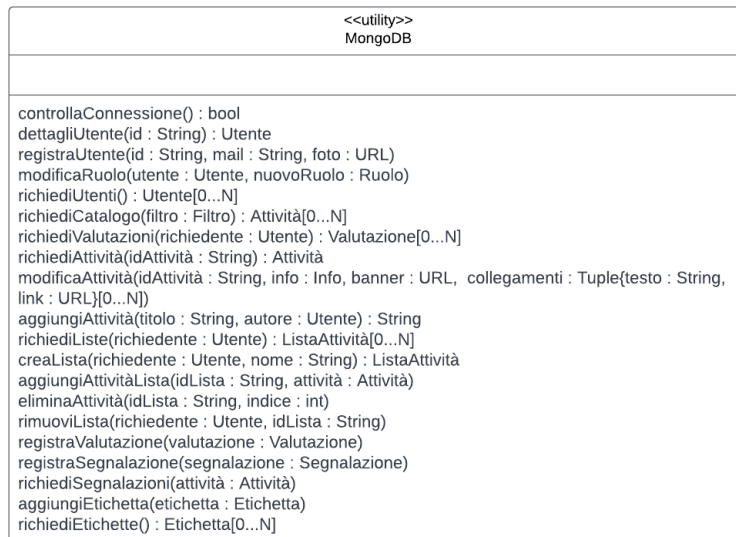 <<utility>>
MongoDB
controllaConnessione() : bool
dettagliUtente(id : String) : Utente
registraUtente(id : String, mail : String, foto : URL)
modificaRuolo(utente : Utente, nuovoRuolo : Ruolo)
richiediUtenti() : Utente[0...N]
richiediCatalogo(filtro : Filtro) : Attività[0...N]
richiediValutazioni(richiedente : Utente) : Valutazione[0...N]
richiediAttività(idAttività : String) : Attività
modificaAttività(idAttività : String, info : Info, banner : URL,  collegamenti : Tuple{testo : String,
link : URL}[0...N])
aggiungiAttività(titolo : String, autore : Utente) : String
richiediListe(richiedente : Utente) : ListaAttività[0...N]
creaLista(richiedente : Utente, nome : String) : ListaAttività
aggiungiAttivitàLista(idLista : String, attività : Attività)
eliminaAttività(idLista : String, indice : int)
rimuoviLista(richiedente : Utente, idLista : String)
registraValutazione(valutazione : Valutazione)
registraSegnalazione(segnalazione : Segnalazione)
richiediSegnalazioni(attività : Attività)
aggiungiEtichetta(etichetta : Etichetta)
richiediEtichette() : Etichetta[0...N]